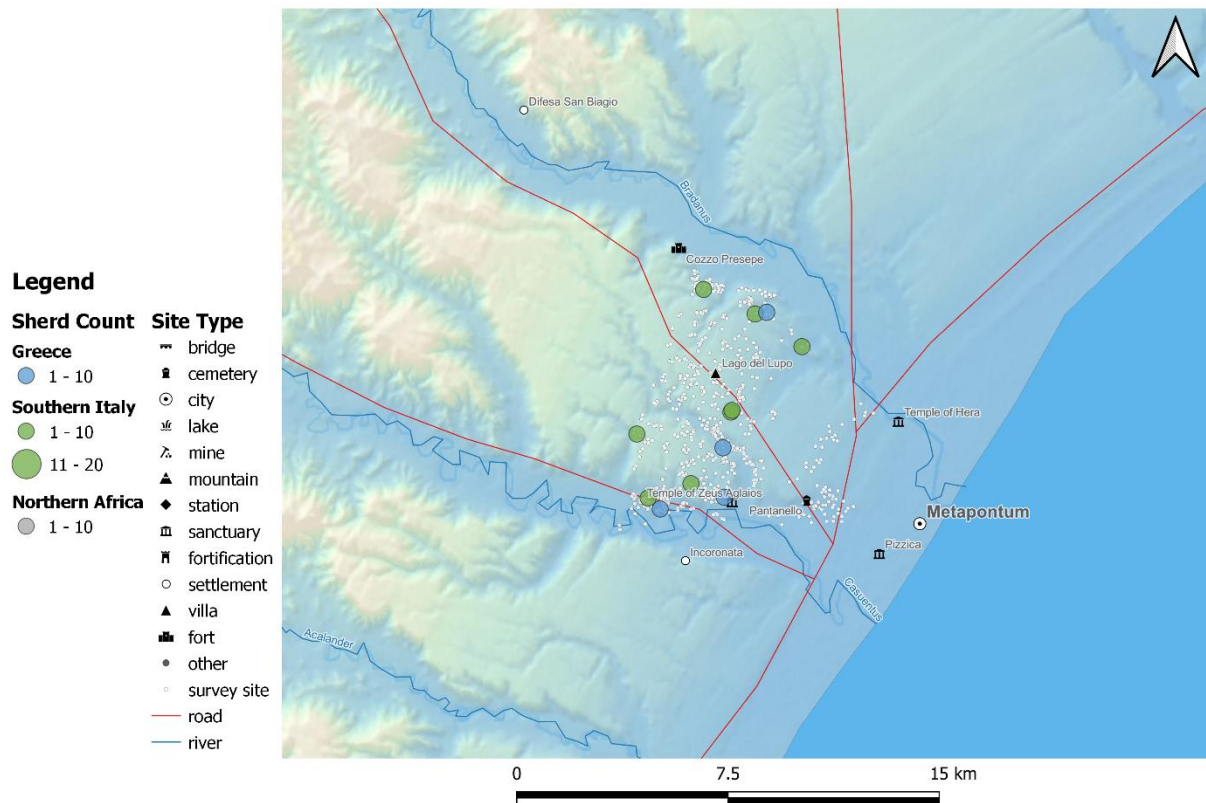 Difesa San Biagio
Bradanus
Cozzo Presepe
Lago del Lupo
Temple of Hera
Temple of Zeus Aglaios
Pantanello
Metapontum
Incoronata
Pizzica
Casuentus
Acalander
Legend
Sherd Count
Greece
1 - 10
Southern Italy
1 - 10
11 - 20
Northern Africa
1 - 10
Site Type
bridge
cemetery
city
lake
mine
mountain
station
sanctuary
fortification
settlement
villa
fort
other
survey site
road
river
0 7.5 15 km